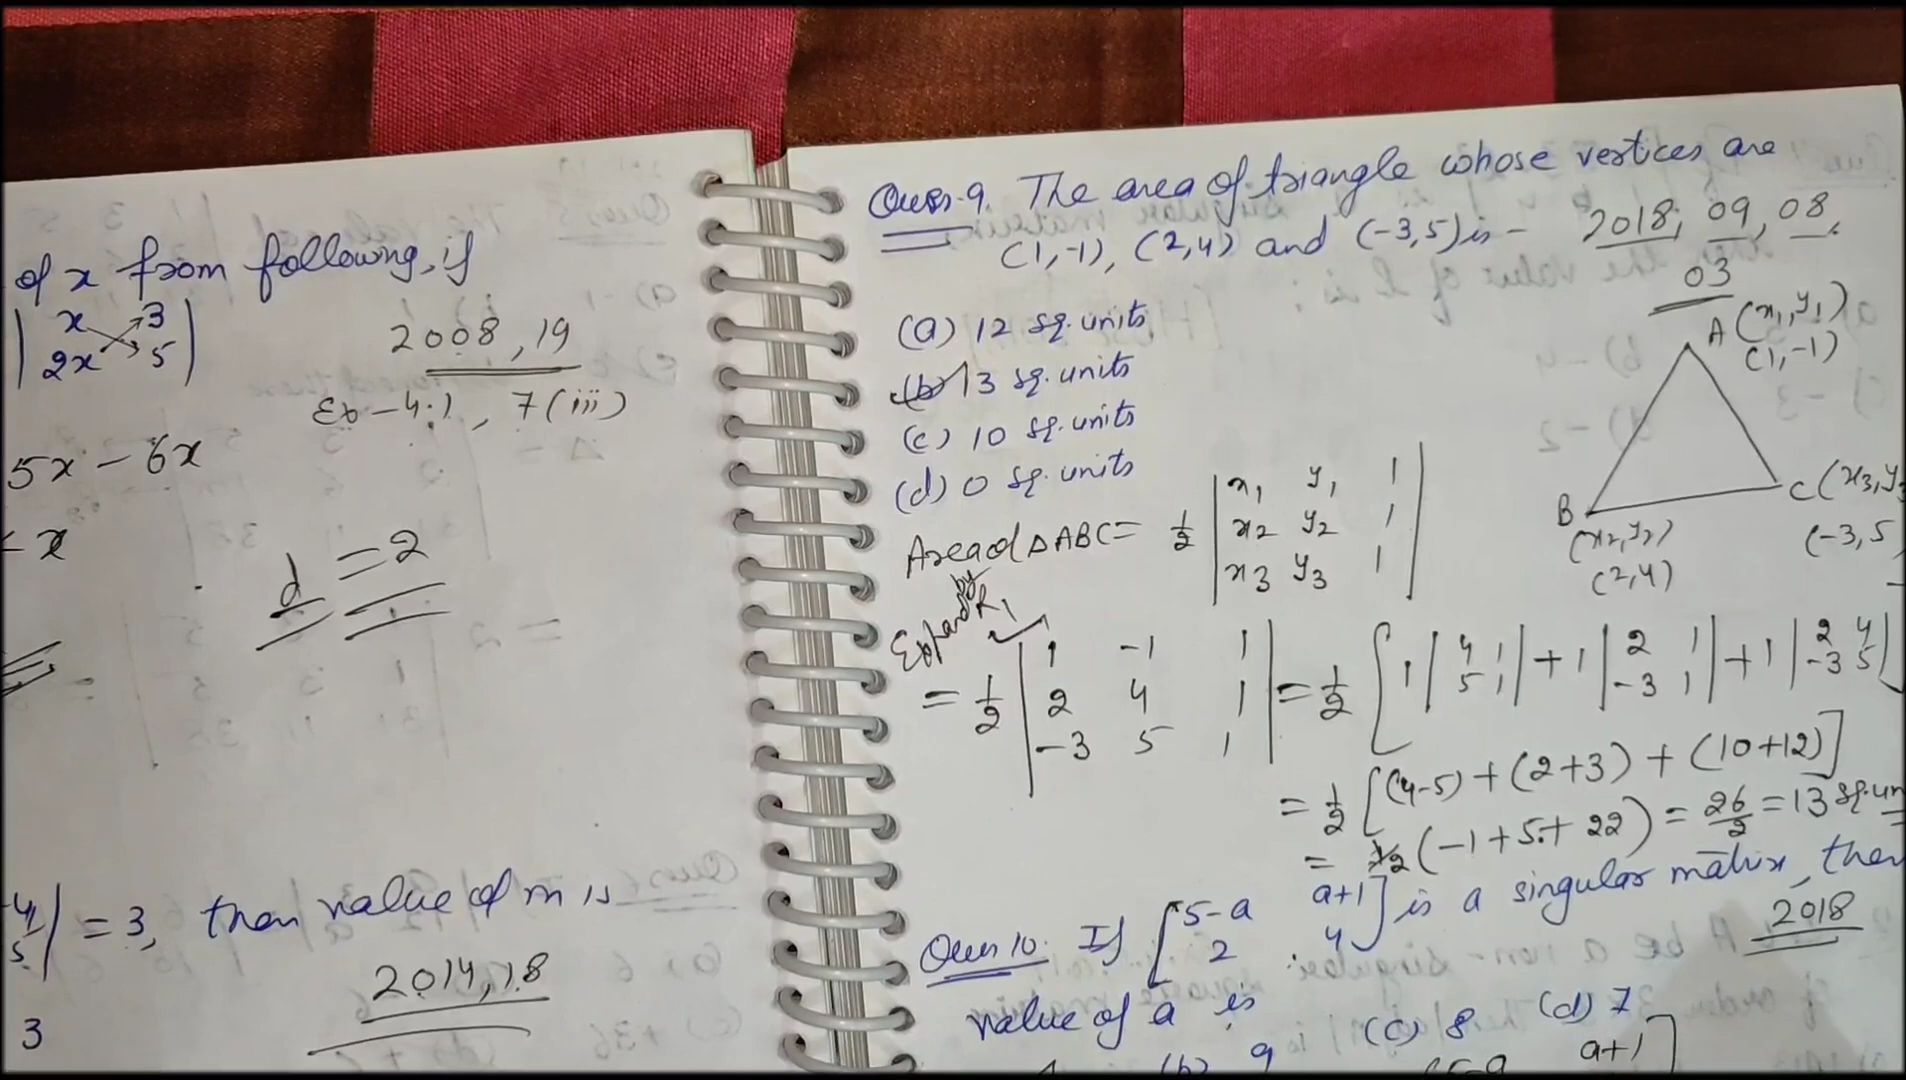 of x from following, if
| x 3 |
| 2x 5 |
2008, 19
Ex-4.1, 7(iii)
5x - 6x
- x
d = 2
4
5 | = 3, then value of m is
2014, 18
3
Ques.9. The area of triangle whose vertices are
(1,-1), (2,4) and (-3,5) is - 2018, 09, 08,
03
(a) 12 sq. units
(b) 13 sq. units
(c) 10 sq. units
(d) 0 sq. units
A (x1, y1)
(1,-1)
B
(x2, y2)
(2,4)
C (x3, y3
(-3, 5
Area of △ABC = 1/2 | x1 y1 1 |
| x2 y2 1 |
| x3 y3 1 |
Expand by R1
= 1/2 | 1 -1 1 | = 1/2 [ 1 | 4 1 | + 1 | 2 1 | + 1 | 2 4 | ]
| 2 4 1 | | 5 1 | | -3 1 | | -3 5 |
| -3 5 1 |
= 1/2 [(4-5) + (2+3) + (10+12)]
= 1/2 (-1+5+22) = 26/2 = 13 sq. un
Ques 10. If [ 5-a a+1 ] is a singular matrix, then
[ 2 4 ] 2018
value of a is
(b) 9 (c) 8 (d) 7
5-a a+1 ]